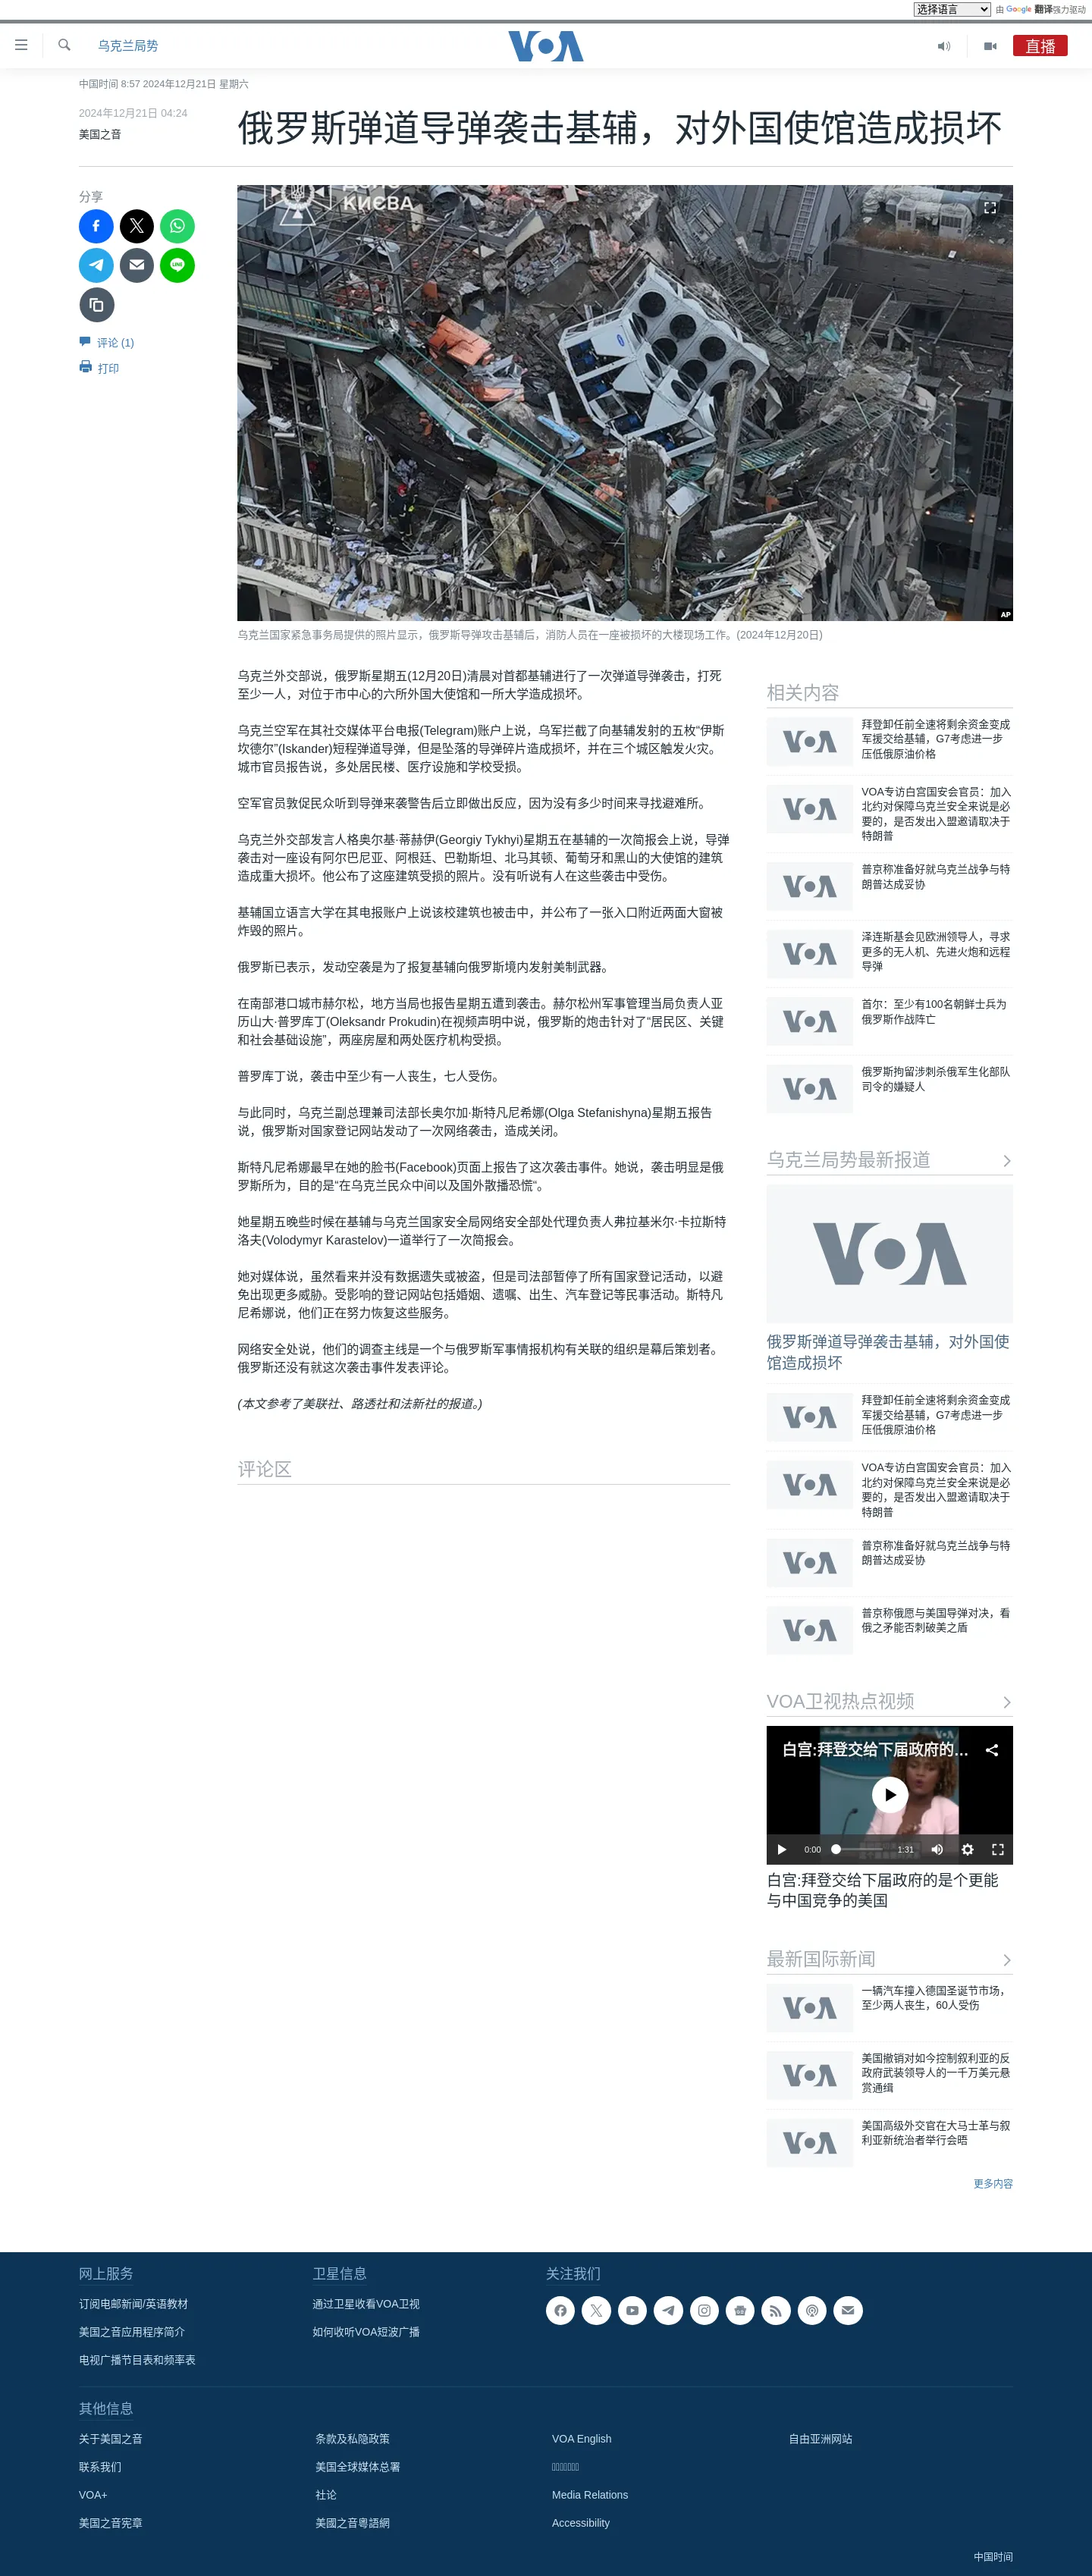 选择语言
由 Google 翻译强力驱动
乌克兰局势
VOA
直播
中国时间 8:57 2024年12月21日 星期六
2024年12月21日 04:24
美国之音
俄罗斯弹道导弹袭击基辅，对外国使馆造成损坏
分享
评论 (1)
打印
КИЄВА
AP
乌克兰国家紧急事务局提供的照片显示，俄罗斯导弹攻击基辅后，消防人员在一座被损坏的大楼现场工作。(2024年12月20日)
乌克兰外交部说，俄罗斯星期五(12月20日)清晨对首都基辅进行了一次弹道导弹袭击，打死
至少一人，对位于市中心的六所外国大使馆和一所大学造成损坏。
乌克兰空军在其社交媒体平台电报(Telegram)账户上说，乌军拦截了向基辅发射的五枚“伊斯
坎德尔”(Iskander)短程弹道导弹，但是坠落的导弹碎片造成损坏，并在三个城区触发火灾。
城市官员报告说，多处居民楼、医疗设施和学校受损。
空军官员敦促民众听到导弹来袭警告后立即做出反应，因为没有多少时间来寻找避难所。
乌克兰外交部发言人格奥尔基·蒂赫伊(Georgiy Tykhyi)星期五在基辅的一次简报会上说，导弹
袭击对一座设有阿尔巴尼亚、阿根廷、巴勒斯坦、北马其顿、葡萄牙和黑山的大使馆的建筑
造成重大损坏。他公布了这座建筑受损的照片。没有听说有人在这些袭击中受伤。
基辅国立语言大学在其电报账户上说该校建筑也被击中，并公布了一张入口附近两面大窗被
炸毁的照片。
俄罗斯已表示，发动空袭是为了报复基辅向俄罗斯境内发射美制武器。
在南部港口城市赫尔松，地方当局也报告星期五遭到袭击。赫尔松州军事管理当局负责人亚
历山大·普罗库丁(Oleksandr Prokudin)在视频声明中说，俄罗斯的炮击针对了“居民区、关键
和社会基础设施”，两座房屋和两处医疗机构受损。
普罗库丁说，袭击中至少有一人丧生，七人受伤。
与此同时，乌克兰副总理兼司法部长奥尔加·斯特凡尼希娜(Olga Stefanishyna)星期五报告
说，俄罗斯对国家登记网站发动了一次网络袭击，造成关闭。
斯特凡尼希娜最早在她的脸书(Facebook)页面上报告了这次袭击事件。她说，袭击明显是俄
罗斯所为，目的是“在乌克兰民众中间以及国外散播恐慌“。
她星期五晚些时候在基辅与乌克兰国家安全局网络安全部处代理负责人弗拉基米尔·卡拉斯特
洛夫(Volodymyr Karastelov)一道举行了一次简报会。
她对媒体说，虽然看来并没有数据遗失或被盗，但是司法部暂停了所有国家登记活动，以避
免出现更多威胁。受影响的登记网站包括婚姻、遗嘱、出生、汽车登记等民事活动。斯特凡
尼希娜说，他们正在努力恢复这些服务。
网络安全处说，他们的调查主线是一个与俄罗斯军事情报机构有关联的组织是幕后策划者。
俄罗斯还没有就这次袭击事件发表评论。
(本文参考了美联社、路透社和法新社的报道。)
评论区
相关内容
VOA
拜登卸任前全速将剩余资金变成
军援交给基辅，G7考虑进一步
压低俄原油价格
VOA
VOA专访白宫国安会官员：加入
北约对保障乌克兰安全来说是必
要的，是否发出入盟邀请取决于
特朗普
VOA
普京称准备好就乌克兰战争与特
朗普达成妥协
VOA
泽连斯基会见欧洲领导人，寻求
更多的无人机、先进火炮和远程
导弹
VOA
首尔：至少有100名朝鲜士兵为
俄罗斯作战阵亡
VOA
俄罗斯拘留涉刺杀俄军生化部队
司令的嫌疑人
乌克兰局势最新报道
VOA
俄罗斯弹道导弹袭击基辅，对外国使
馆造成损坏
VOA
拜登卸任前全速将剩余资金变成
军援交给基辅，G7考虑进一步
压低俄原油价格
VOA
VOA专访白宫国安会官员：加入
北约对保障乌克兰安全来说是必
要的，是否发出入盟邀请取决于
特朗普
VOA
普京称准备好就乌克兰战争与特
朗普达成妥协
VOA
普京称俄愿与美国导弹对决，看
俄之矛能否刺破美之盾
VOA卫视热点视频
VOA
白宫:拜登交给下届政府的...
0:00
1:31
白宫:拜登交给下届政府的是个更能
与中国竞争的美国
最新国际新闻
VOA
一辆汽车撞入德国圣诞节市场，
至少两人丧生，60人受伤
VOA
美国撤销对如今控制叙利亚的反
政府武装领导人的一千万美元悬
赏通缉
VOA
美国高级外交官在大马士革与叙
利亚新统治者举行会晤
更多内容
网上服务
订阅电邮新闻/英语教材
美国之音应用程序简介
电视广播节目表和频率表
卫星信息
通过卫星收看VOA卫视
如何收听VOA短波广播
关注我们
其他信息
关于美国之音
联系我们
VOA+
美国之音宪章
条款及私隐政策
美国全球媒体总署
社论
美國之音粵語網
VOA English
Media Relations
Accessibility
自由亚洲网站
中国时间